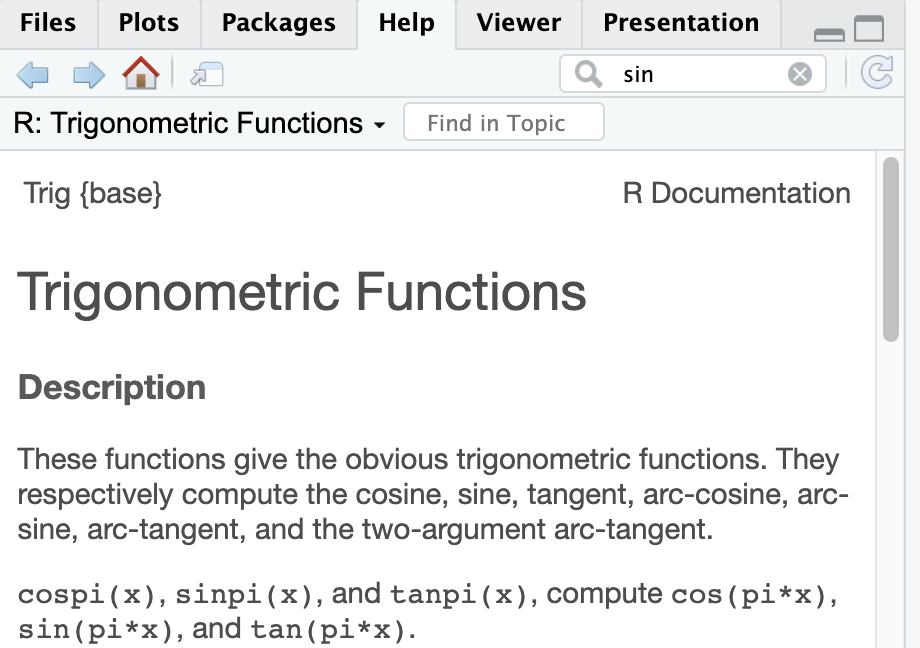 Files Plots Packages Help Viewer Presentation
sin
R: Trigonometric Functions Find in Topic
Trig {base} R Documentation
Trigonometric Functions
Description
These functions give the obvious trigonometric functions. They
respectively compute the cosine, sine, tangent, arc-cosine, arc-
sine, arc-tangent, and the two-argument arc-tangent.
cospi(x), sinpi(x), and tanpi(x), compute cos(pi*x),
sin(pi*x), and tan(pi*x).